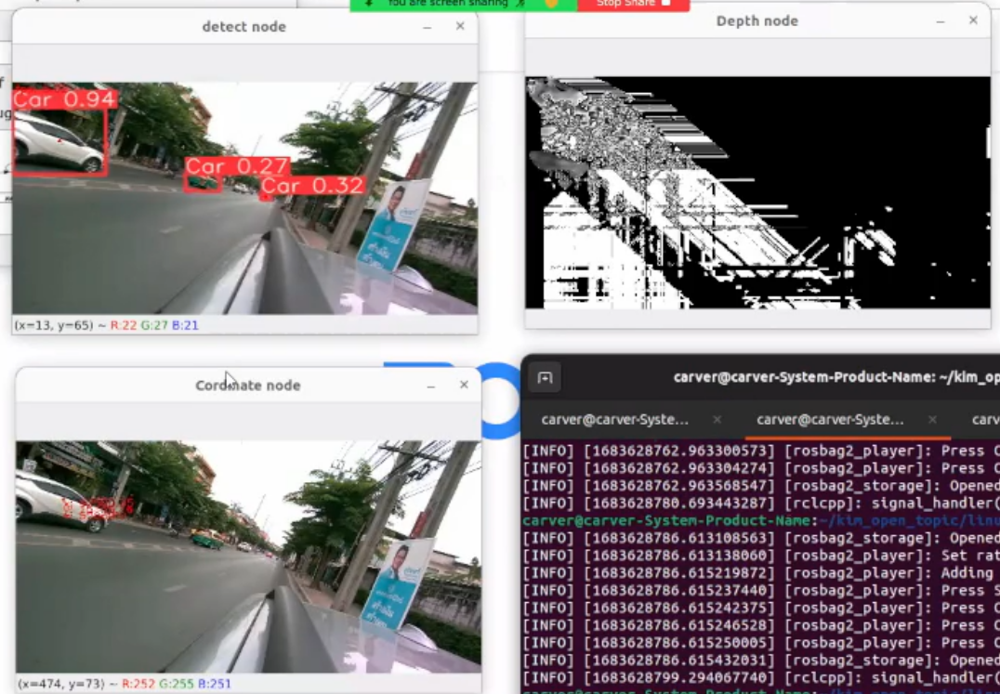 You are screen sharing
Stop Share
detect node
Depth node
Car 0.94
Car 0.27
Car 0.32
(x=13, y=65) ~ R:22 G:27 B:21
Cordinate node
(x=474, y=73) ~ R:252 G:255 B:251
carver@carver-System-Product-Name: ~/kim_op
carver@carver-Syste...
carver@carver-Syste...
carv
[INFO] [1683628762.963300573] [rosbag2_player]: Press C
[INFO] [1683628762.963304274] [rosbag2_player]: Press C
[INFO] [1683628762.963568547] [rosbag2_storage]: Opened
[INFO] [1683628780.693443287] [rclcpp]: signal_handler(
carver@carver-System-Product-Name:~/kim_open_topic/linu
[INFO] [1683628786.613108563] [rosbag2_storage]: Opened
[INFO] [1683628786.613138060] [rosbag2_player]: Set rat
[INFO] [1683628786.615219872] [rosbag2_player]: Adding
[INFO] [1683628786.615237440] [rosbag2_player]: Press S
[INFO] [1683628786.615242375] [rosbag2_player]: Press C
[INFO] [1683628786.615246528] [rosbag2_player]: Press C
[INFO] [1683628786.615250005] [rosbag2_player]: Press C
[INFO] [1683628786.615432031] [rosbag2_storage]: Opened
[INFO] [1683628799.294067740] [rclcpp]: signal_handler(